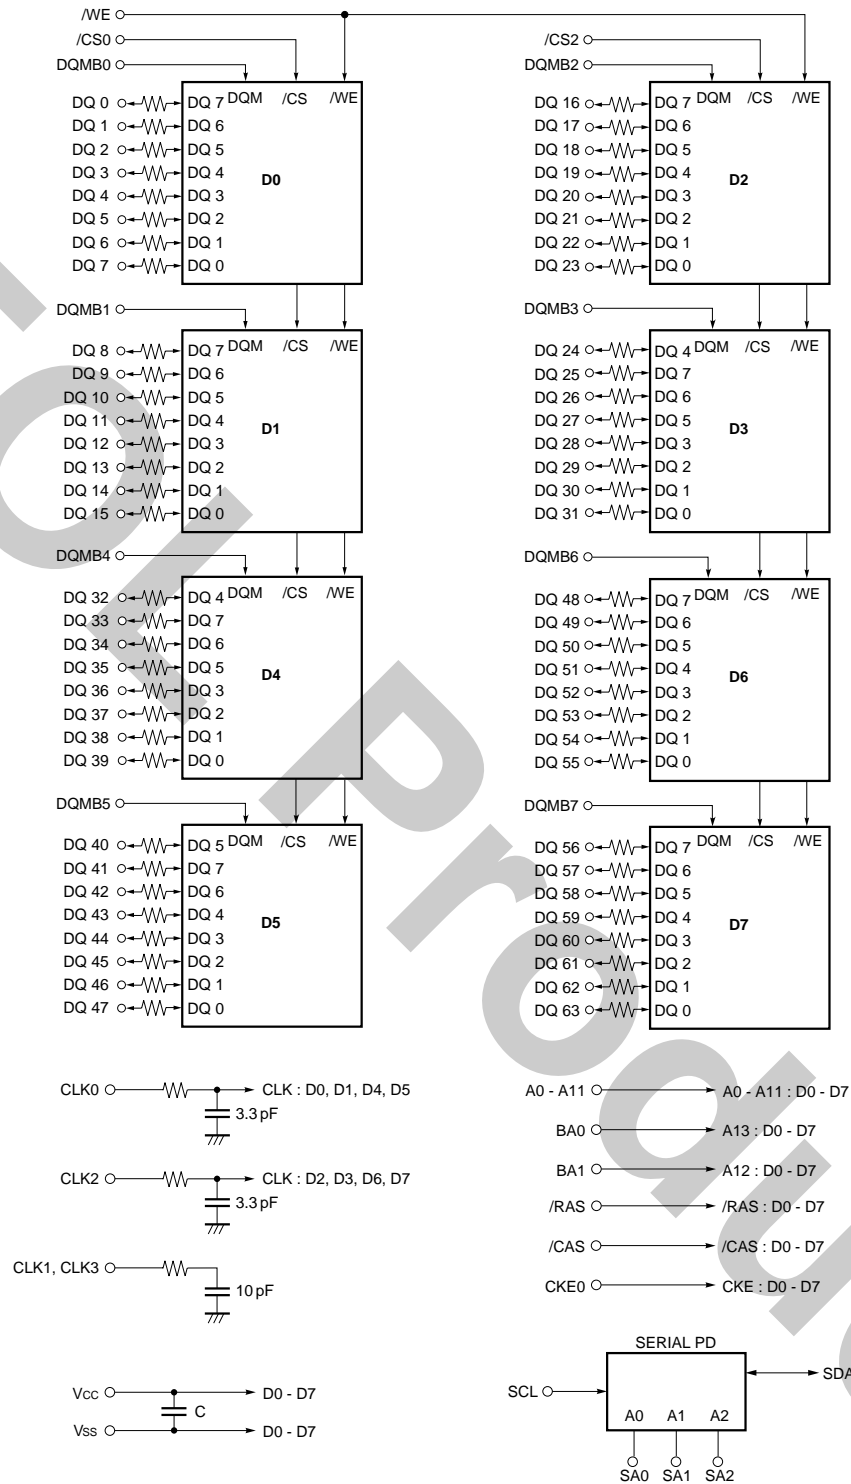 /WE
/CS0
/CS2
DQMB0
DQMB2
DQM /CS /WE
DQ 0 DQ 7
DQ 1 DQ 6
DQ 2 DQ 5
DQ 3 DQ 4
DQ 4 DQ 3
DQ 5 DQ 2
DQ 6 DQ 1
DQ 7 DQ 0
D0
DQM /CS /WE
DQ 16 DQ 7
DQ 17 DQ 6
DQ 18 DQ 5
DQ 19 DQ 4
DQ 20 DQ 3
DQ 21 DQ 2
DQ 22 DQ 1
DQ 23 DQ 0
D2
DQMB1
DQM /CS /WE
DQ 8 DQ 7
DQ 9 DQ 6
DQ 10 DQ 5
DQ 11 DQ 4
DQ 12 DQ 3
DQ 13 DQ 2
DQ 14 DQ 1
DQ 15 DQ 0
D1
DQMB3
DQM /CS /WE
DQ 24 DQ 4
DQ 25 DQ 7
DQ 26 DQ 6
DQ 27 DQ 5
DQ 28 DQ 3
DQ 29 DQ 2
DQ 30 DQ 1
DQ 31 DQ 0
D3
DQMB4
DQM /CS /WE
DQ 32 DQ 4
DQ 33 DQ 7
DQ 34 DQ 6
DQ 35 DQ 5
DQ 36 DQ 3
DQ 37 DQ 2
DQ 38 DQ 1
DQ 39 DQ 0
D4
DQMB6
DQM /CS /WE
DQ 48 DQ 7
DQ 49 DQ 6
DQ 50 DQ 5
DQ 51 DQ 4
DQ 52 DQ 3
DQ 53 DQ 2
DQ 54 DQ 1
DQ 55 DQ 0
D6
DQMB5
DQM /CS /WE
DQ 40 DQ 5
DQ 41 DQ 7
DQ 42 DQ 6
DQ 43 DQ 4
DQ 44 DQ 3
DQ 45 DQ 2
DQ 46 DQ 1
DQ 47 DQ 0
D5
DQMB7
DQM /CS /WE
DQ 56 DQ 7
DQ 57 DQ 6
DQ 58 DQ 5
DQ 59 DQ 4
DQ 60 DQ 3
DQ 61 DQ 2
DQ 62 DQ 1
DQ 63 DQ 0
D7
CLK0 CLK : D0, D1, D4, D5
3.3 pF
CLK2 CLK : D2, D3, D6, D7
3.3 pF
CLK1, CLK3
10 pF
Vcc D0 - D7
C
Vss D0 - D7
A0 - A11 A0 - A11 : D0 - D7
BA0 A13 : D0 - D7
BA1 A12 : D0 - D7
/RAS /RAS : D0 - D7
/CAS /CAS : D0 - D7
CKE0 CKE : D0 - D7
SERIAL PD
SCL SDA
A0 A1 A2
SA0 SA1 SA2
EOL Produc